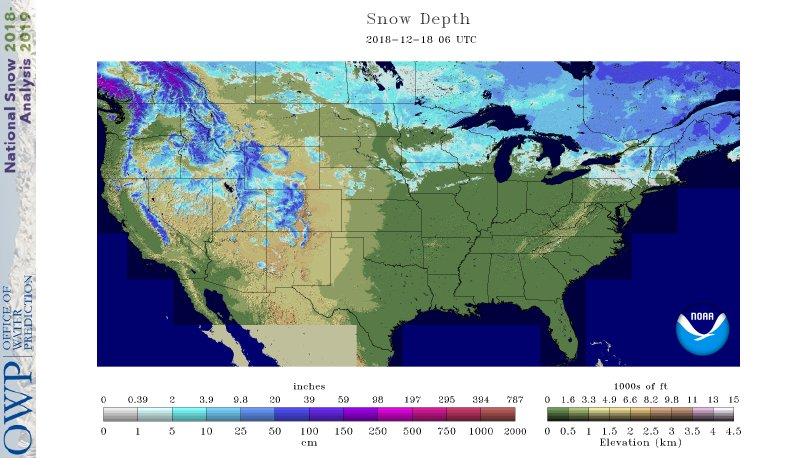 National Snow 2018-
Analysis 2019
OWP
OFFICE OF
WATER
PREDICTION
Snow Depth
2018-12-18 06 UTC
NOAA
inches
0 0.39 2 3.9 9.8 20 39 59 98 197 295 394 787
0 1 5 10 25 50 100 150 250 500 750 1000 2000
cm
1000s of ft
0 1.6 3.3 4.9 6.6 8.2 9.8 11 13 15
0 0.5 1 1.5 2 2.5 3 3.5 4 4.5
Elevation (km)